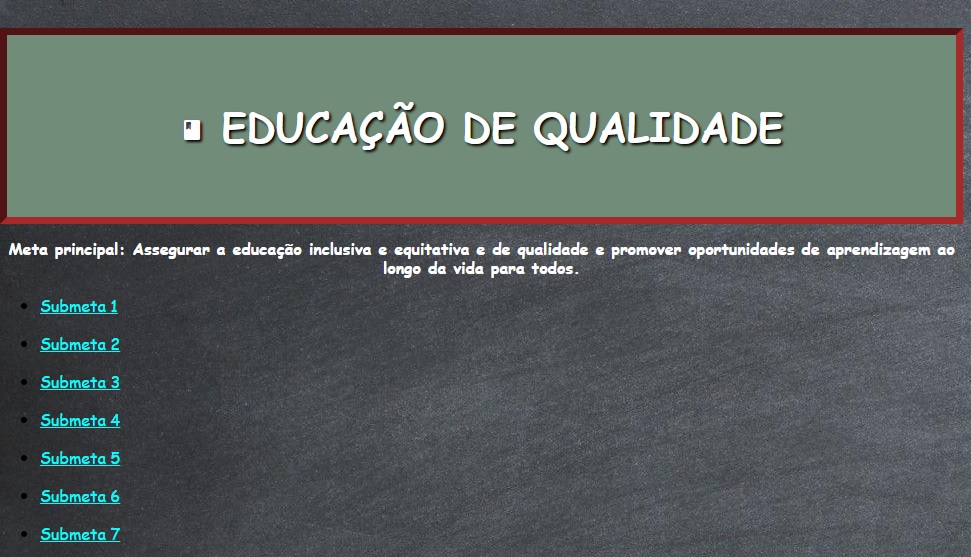 EDUCAÇÃO DE QUALIDADE
Meta principal: Assegurar a educação inclusiva e equitativa e de qualidade e promover oportunidades de aprendizagem ao
longo da vida para todos.
Submeta 1
Submeta 2
Submeta 3
Submeta 4
Submeta 5
Submeta 6
Submeta 7